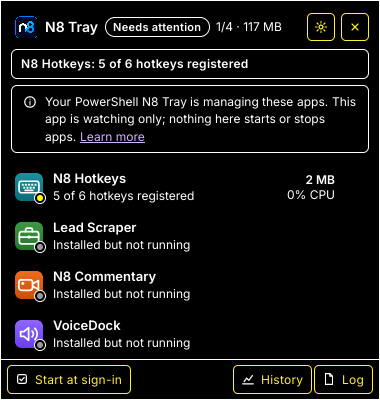 n8 N8 Tray Needs attention 1/4 · 117 MB
N8 Hotkeys: 5 of 6 hotkeys registered
Your PowerShell N8 Tray is managing these apps. This
app is watching only; nothing here starts or stops
apps. Learn more
N8 Hotkeys 2 MB
5 of 6 hotkeys registered 0% CPU
Lead Scraper
Installed but not running
N8 Commentary
Installed but not running
VoiceDock
Installed but not running
Start at sign-in History Log